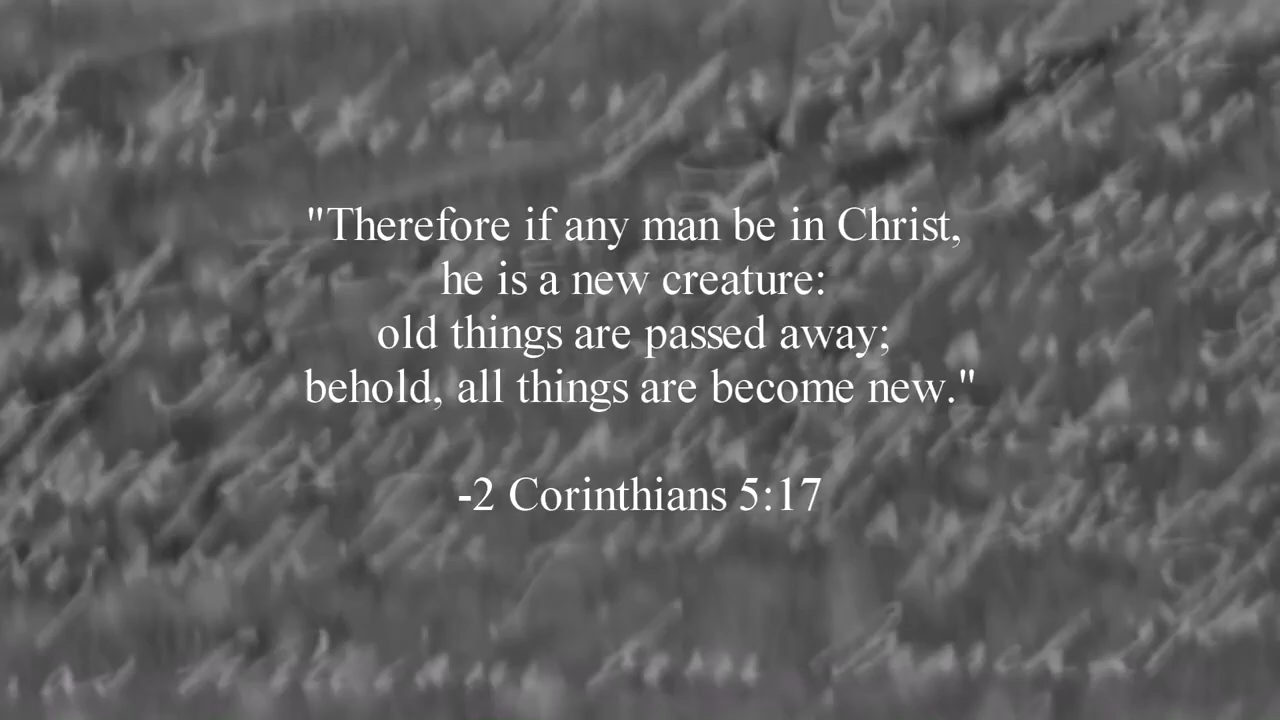 "Therefore if any man be in Christ,
he is a new creature:
old things are passed away;
behold, all things are become new."
-2 Corinthians 5:17